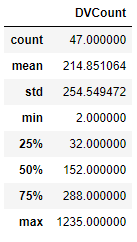 DVCount
count 47.000000
mean 214.851064
std 254.549472
min 2.000000
25% 32.000000
50% 152.000000
75% 288.000000
max 1235.000000